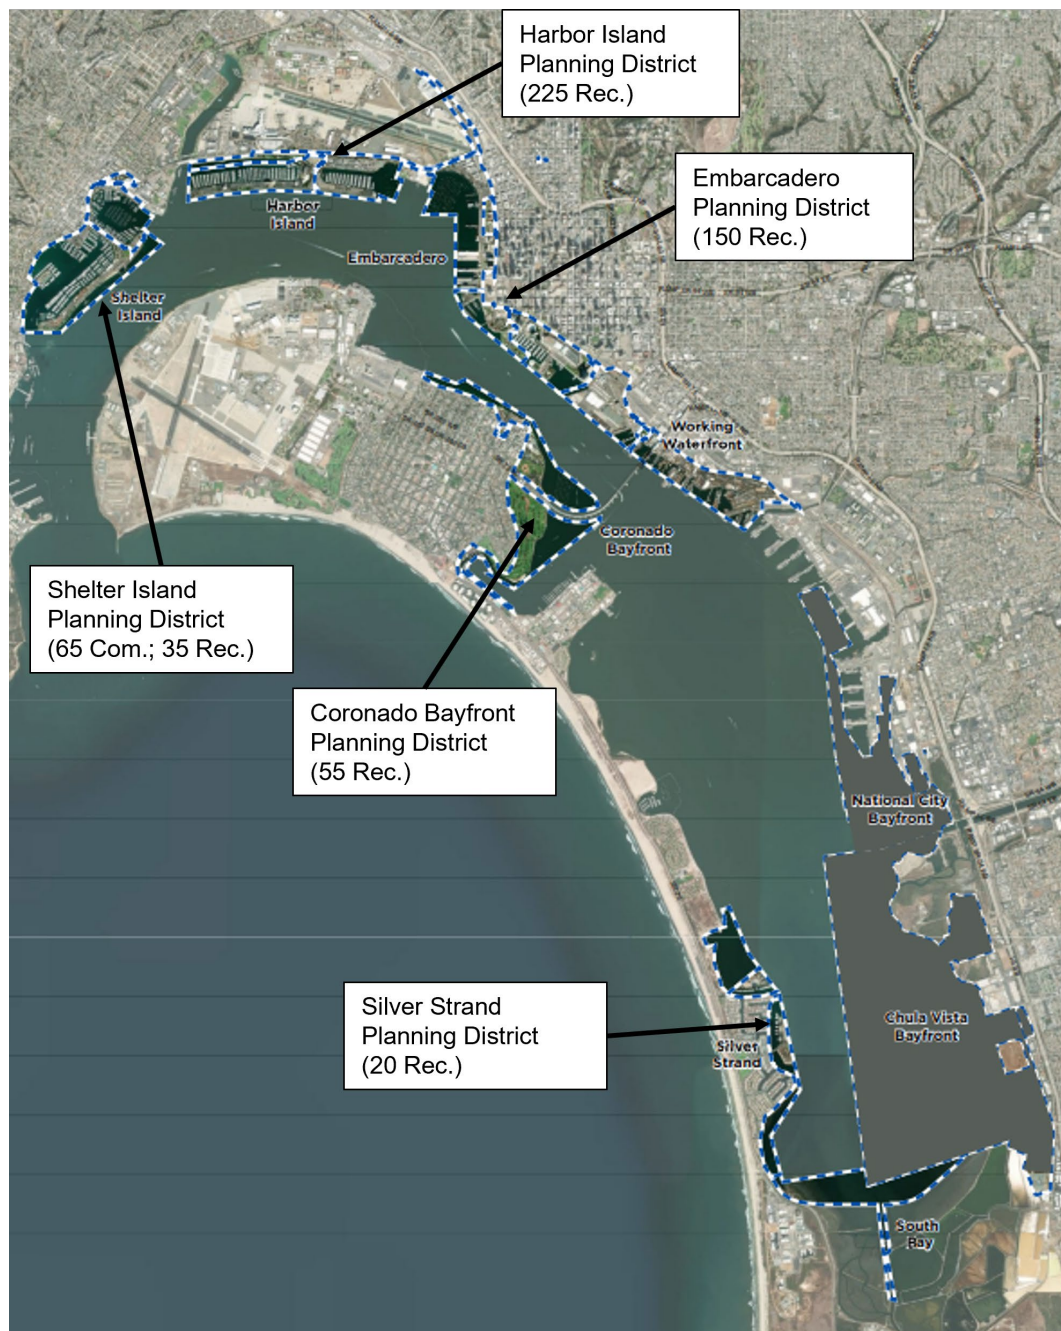 Harbor Island
Planning District
(225 Rec.)
Embarcadero
Planning District
(150 Rec.)
Harbor
Island
Embarcadero
Shelter
Island
Working
Waterfront
Coronado
Bayfront
Shelter Island
Planning District
(65 Com.; 35 Rec.)
Coronado Bayfront
Planning District
(55 Rec.)
National City
Bayfront
Silver Strand
Planning District
(20 Rec.)
Chula Vista
Bayfront
Silver
Strand
South
Bay